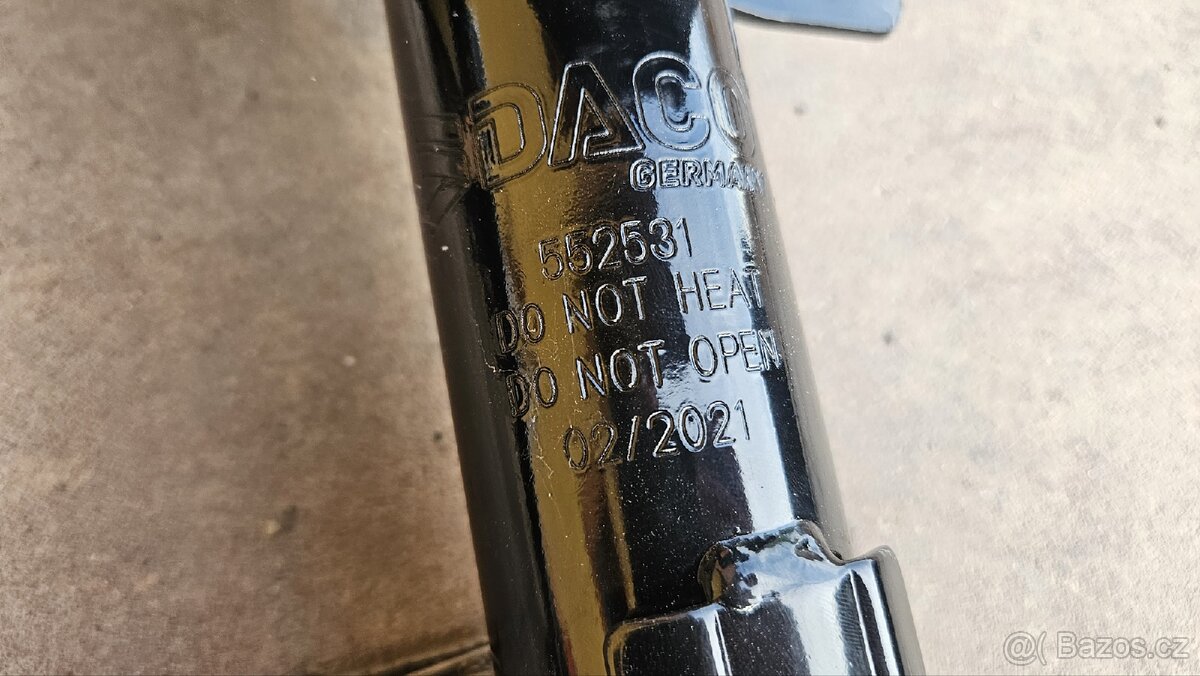 DACO
GERMANY
552531
DO NOT HEAT
DO NOT OPEN
02/2021
@( Bazos.cz